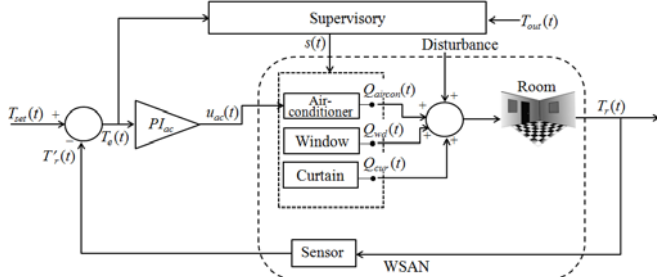 Supervisory
T_out(t)
s(t)
Disturbance
T_set(t)
+
−
T_e(t)
T'_r(t)
PI_ac
u_ac(t)
Air-
conditioner
Q_aircon(t)
Window
Q_wd(t)
Curtain
Q_cur(t)
+
+
+
+
Room
T_r(t)
Sensor
WSAN